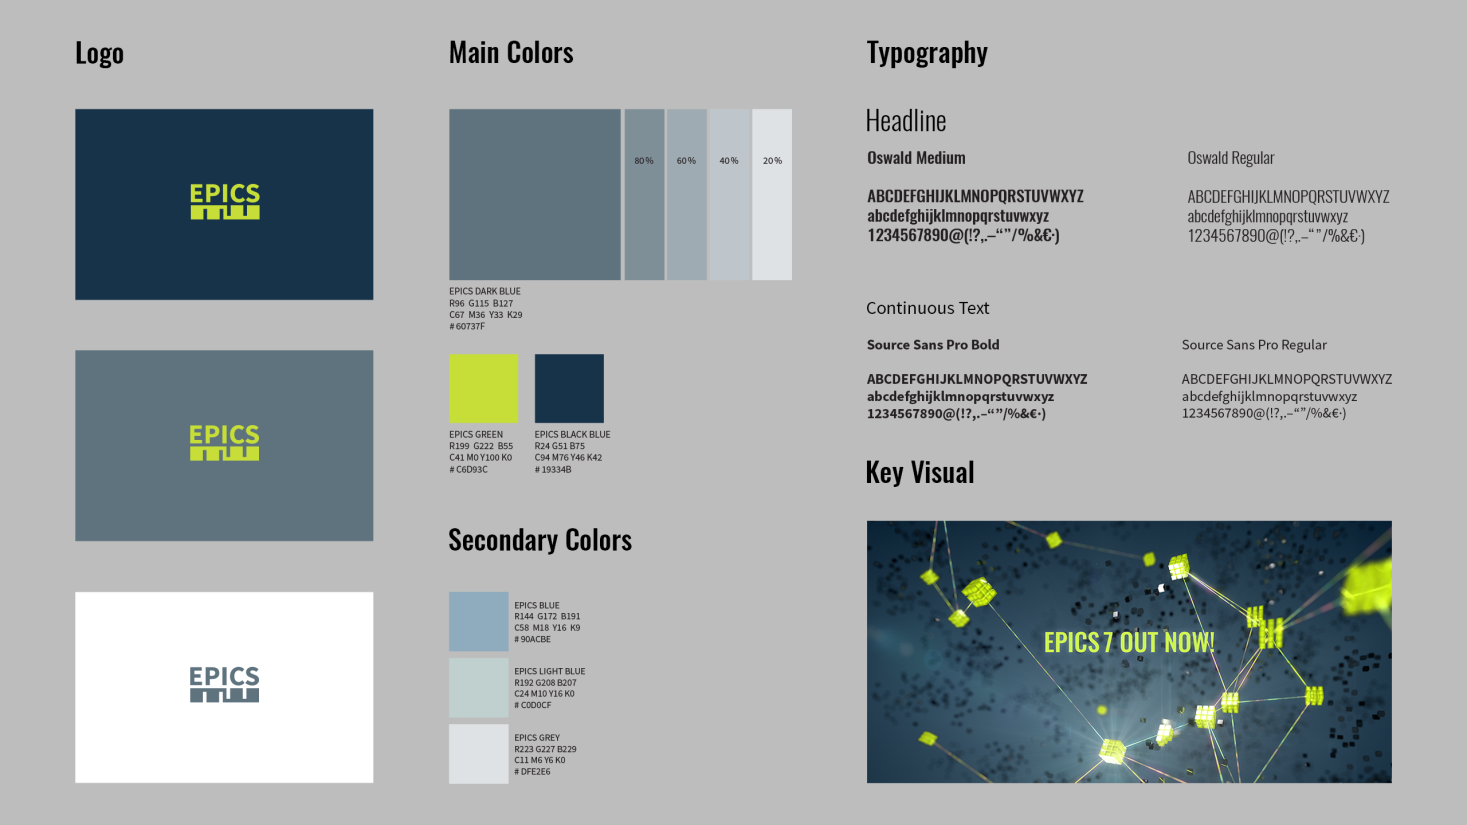 Logo
EPICS
EPICS
EPICS
Main Colors
80%
60%
40%
20%
EPICS DARK BLUE
R96 G115 B127
C67 M36 Y33 K29
# 60737F
EPICS GREEN
R199 G222 B55
C41 M0 Y100 K0
# C6D93C
EPICS BLACK BLUE
R24 G51 B75
C94 M76 Y46 K42
# 19334B
Secondary Colors
EPICS BLUE
R144 G172 B191
C58 M18 Y16 K9
# 90ACBE
EPICS LIGHT BLUE
R192 G208 B207
C24 M10 Y16 K0
# C0D0CF
EPICS GREY
R223 G227 B229
C11 M6 Y6 K0
# DFE2E6
Typography
Headline
Oswald Medium
ABCDEFGHIJKLMNOPQRSTUVWXYZ
abcdefghijklmnopqrstuvwxyz
1234567890@(!?,.–“”/%&€·)
Oswald Regular
ABCDEFGHIJKLMNOPQRSTUVWXYZ
abcdefghijklmnopqrstuvwxyz
1234567890@(!?,.–“”/%&€·)
Continuous Text
Source Sans Pro Bold
ABCDEFGHIJKLMNOPQRSTUVWXYZ
abcdefghijklmnopqrstuvwxyz
1234567890@(!?,.–“”/%&€·)
Source Sans Pro Regular
ABCDEFGHIJKLMNOPQRSTUVWXYZ
abcdefghijklmnopqrstuvwxyz
1234567890@(!?,.–“”/%&€·)
Key Visual
EPICS 7 OUT NOW!